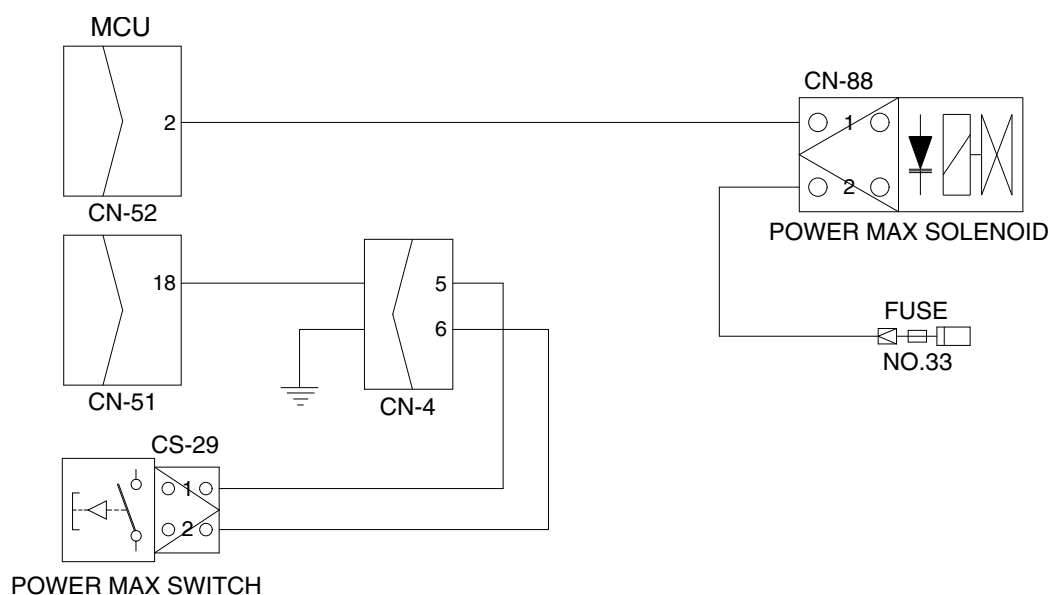 MCU
CN-88
2
1
CN-52
2
POWER MAX SOLENOID
18
5
FUSE
6
NO.33
CN-51
CN-4
CS-29
1
2
POWER MAX SWITCH